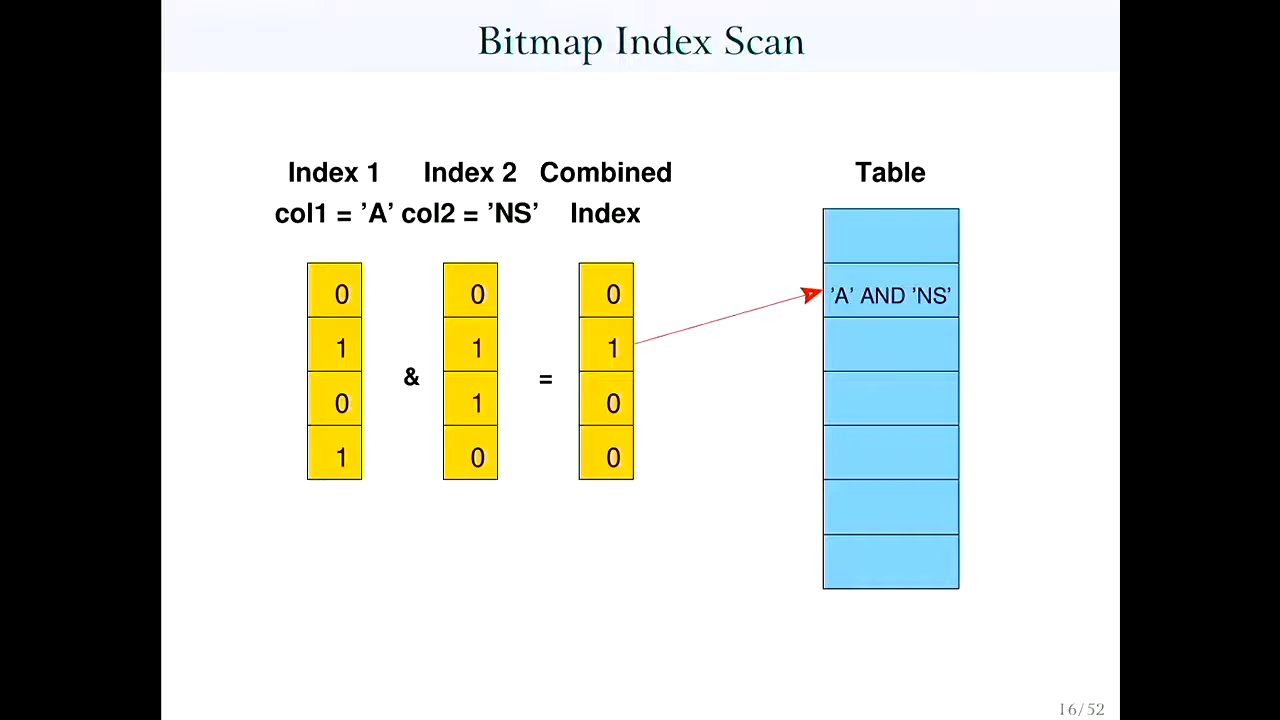 Bitmap Index Scan
Index 1 Index 2 Combined Table
col1 = ’A’ col2 = ’NS’ Index
0 0 0 ’A’ AND ’NS’
1 1 1
& =
0 1 0
1 0 0
16/52